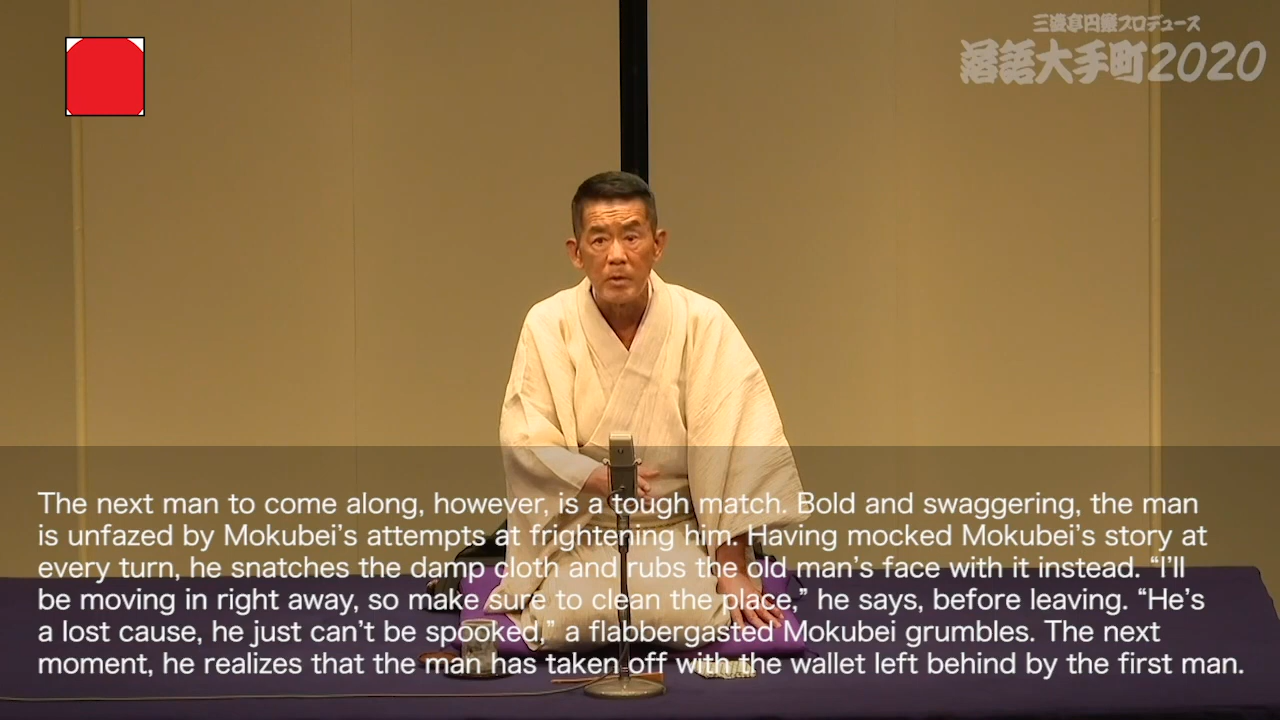 三遊亭円楽プロデュース
落語大手町2020
The next man to come along, however, is a tough match. Bold and swaggering, the man
is unfazed by Mokubei’s attempts at frightening him. Having mocked Mokubei’s story at
every turn, he snatches the damp cloth and rubs the old man’s face with it instead. “I’ll
be moving in right away, so make sure to clean the place,” he says, before leaving. “He’s
a lost cause, he just can’t be spooked,” a flabbergasted Mokubei grumbles. The next
moment, he realizes that the man has taken off with the wallet left behind by the first man.